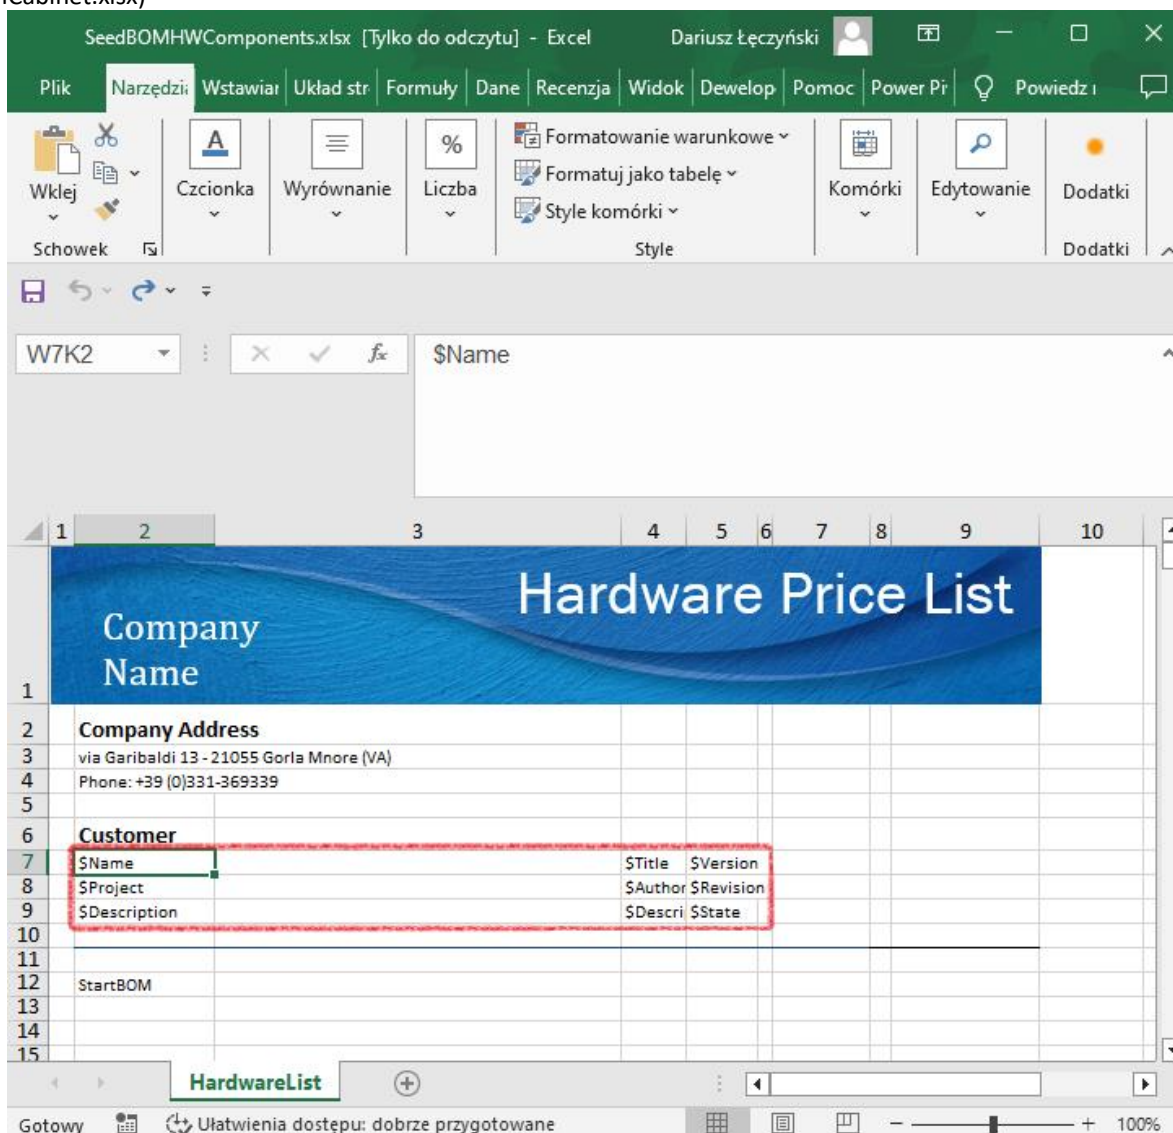 iCabinet.xlsx)
SeedBOMHWComponents.xlsx [Tylko do odczytu] - Excel Dariusz Łęczyński
Plik Narzędzia Wstawiar Układ str Formuły Dane Recenzja Widok Dewelop Pomoc Power Pi Powiedz
Wklej Czcionka Wyrównanie % Liczba Formatowanie warunkowe Formatuj jako tabelę Style komórki Komórki Edytowanie Dodatki
Schowek Style Dodatki
W7K2 fx $Name
1 2 3 4 5 6 7 8 9 10
Hardware Price List
Company
Name
1
2 Company Address
3 via Garibaldi 13 - 21055 Gorla Mnore (VA)
4 Phone: +39 (0)331-369339
5
6 Customer
7 $Name $Title $Version
8 $Project $Author $Revision
9 $Description $Descri $State
10
11
12 StartBOM
13
14
15
HardwareList
Gotowy Ułatwienia dostępu: dobrze przygotowane 100%